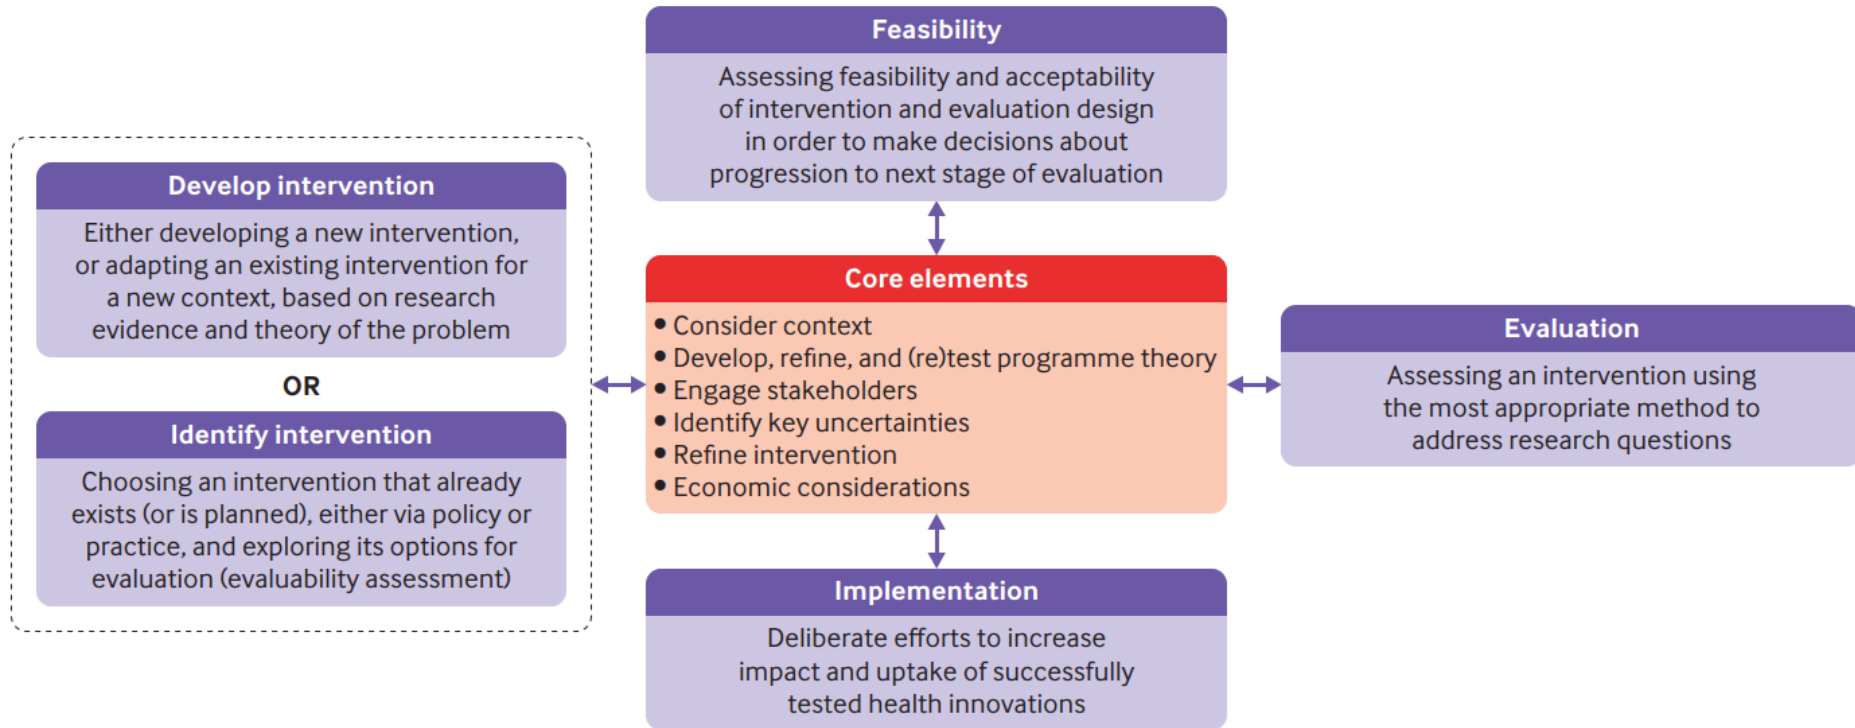 Feasibility
Assessing feasibility and acceptability
of intervention and evaluation design
in order to make decisions about
progression to next stage of evaluation
Develop intervention
Either developing a new intervention,
or adapting an existing intervention for
a new context, based on research
evidence and theory of the problem
OR
Identify intervention
Choosing an intervention that already
exists (or is planned), either via policy or
practice, and exploring its options for
evaluation (evaluability assessment)
Core elements
• Consider context
• Develop, refine, and (re)test programme theory
• Engage stakeholders
• Identify key uncertainties
• Refine intervention
• Economic considerations
Evaluation
Assessing an intervention using
the most appropriate method to
address research questions
Implementation
Deliberate efforts to increase
impact and uptake of successfully
tested health innovations